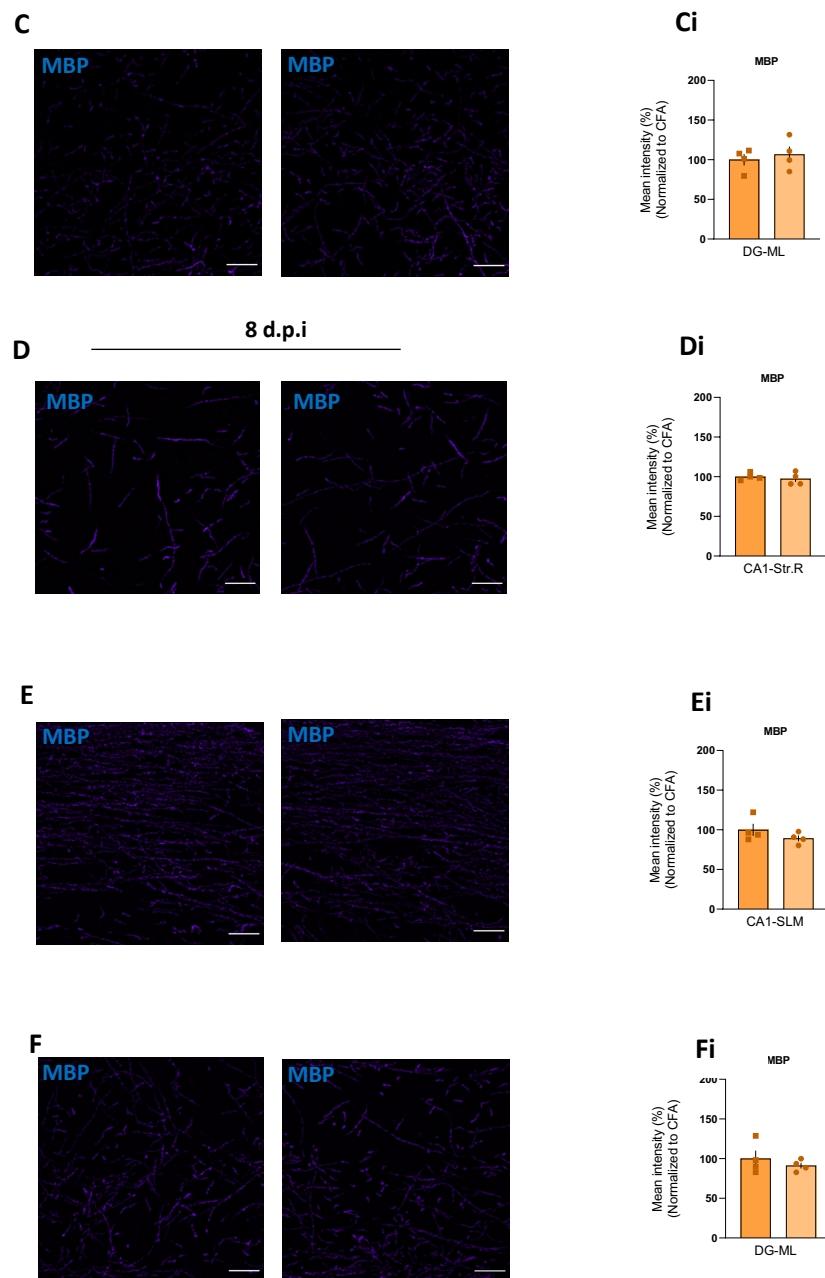 C
MBP
MBP
Ci
MBP
Mean intensity (%)
(Normalized to CFA)
200
150
100
50
0
DG-ML
8 d.p.i
D
MBP
MBP
Di
MBP
Mean intensity (%)
(Normalized to CFA)
200
150
100
50
0
CA1-Str.R
E
MBP
MBP
Ei
MBP
Mean intensity (%)
(Normalized to CFA)
200
150
100
50
0
CA1-SLM
F
MBP
MBP
Fi
MBP
Mean intensity (%)
(Normalized to CFA)
200
150
100
50
0
DG-ML